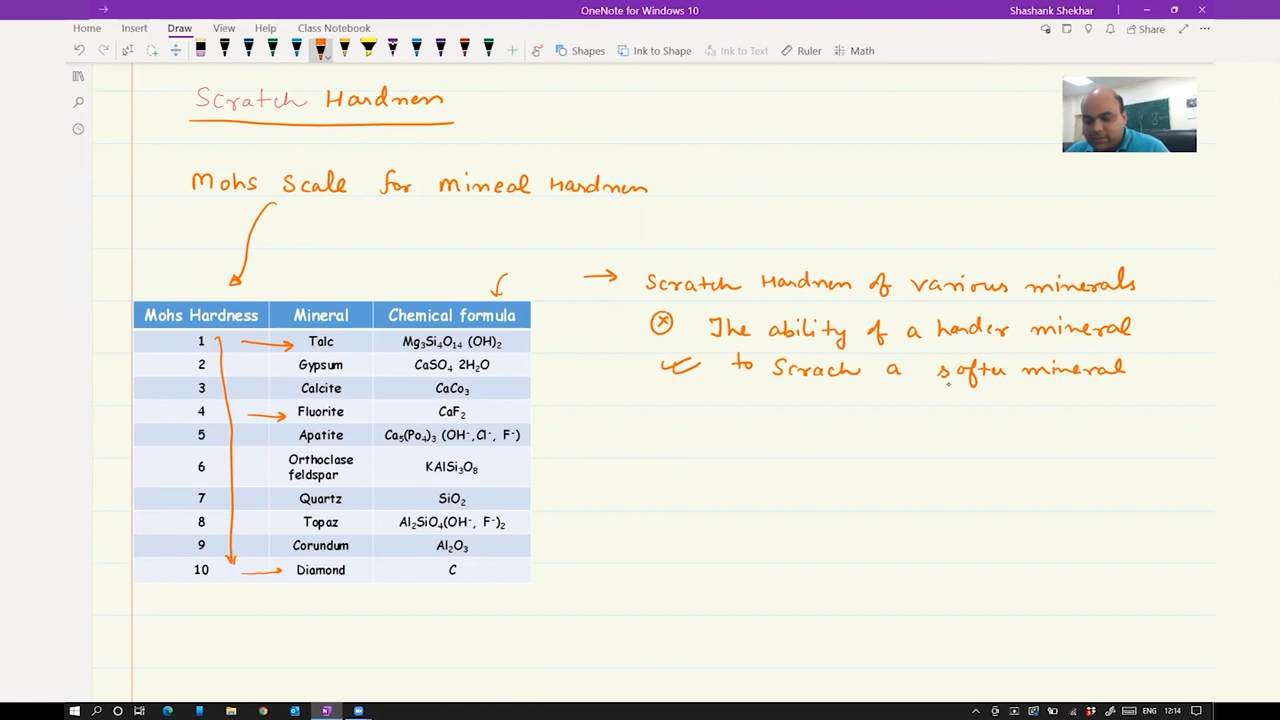 OneNote for Windows 10
Shashank Shekhar
Home Insert Draw View Help Class Notebook
Share
Shapes Ink to Shape Ink to Text Ruler Math
Scratch Hardness
Mohs Scale for mineal Hardness
→ Scratch Hardness of various minerals
The ability of a harder mineral
to Scrach a softer mineral
Mohs Hardness Mineral Chemical formula
1 Talc Mg₃Si₄O₁₄ (OH)₂
2 Gypsum CaSO₄ 2H₂O
3 Calcite CaCo₃
4 Fluorite CaF₂
5 Apatite Ca₅(Po₄)₃ (OH⁻,Cl⁻, F⁻)
6 Orthoclase feldspar KAlSi₃O₈
7 Quartz SiO₂
8 Topaz Al₂SiO₄(OH⁻, F⁻)₂
9 Corundum Al₂O₃
10 Diamond C
ENG 12:14